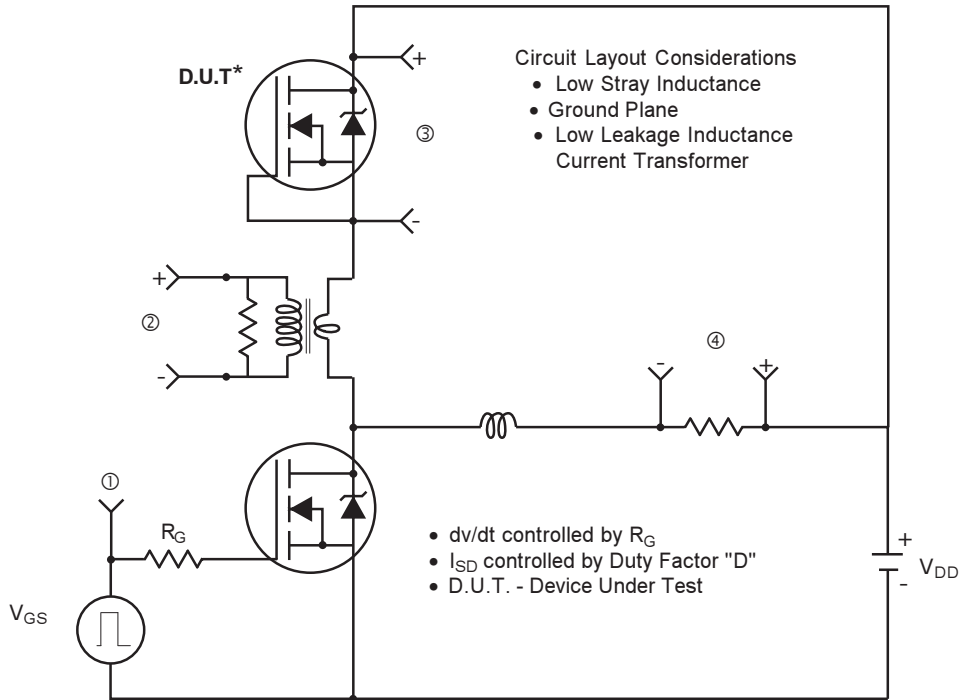 D.U.T*
+
-
③
Circuit Layout Considerations
• Low Stray Inductance
• Ground Plane
• Low Leakage Inductance
Current Transformer
+
②
-
④
-
+
①
R_G
V_GS
• dv/dt controlled by R_G
• I_SD controlled by Duty Factor "D"
• D.U.T. - Device Under Test
+
V_DD
-